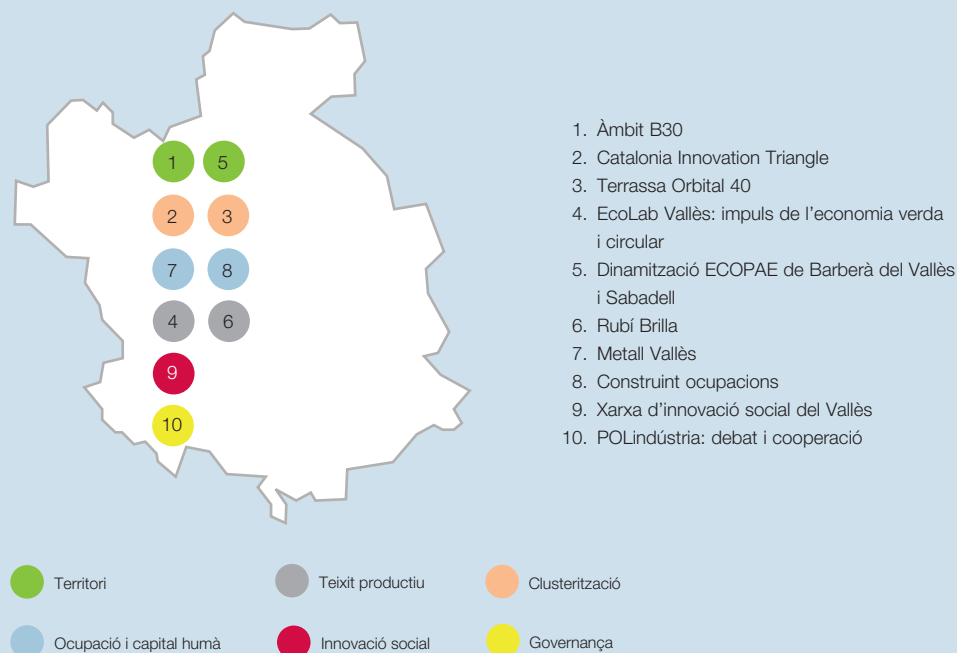 1 5
2 3
7 8
4 6
9
10
1. Àmbit B30
2. Catalonia Innovation Triangle
3. Terrassa Orbital 40
4. EcoLab Vallès: impuls de l’economia verda
i circular
5. Dinamització ECOPAE de Barberà del Vallès
i Sabadell
6. Rubí Brilla
7. Metall Vallès
8. Construint ocupacions
9. Xarxa d’innovació social del Vallès
10. POLindústria: debat i cooperació
Territori
Teixit productiu
Clusterització
Ocupació i capital humà
Innovació social
Governança